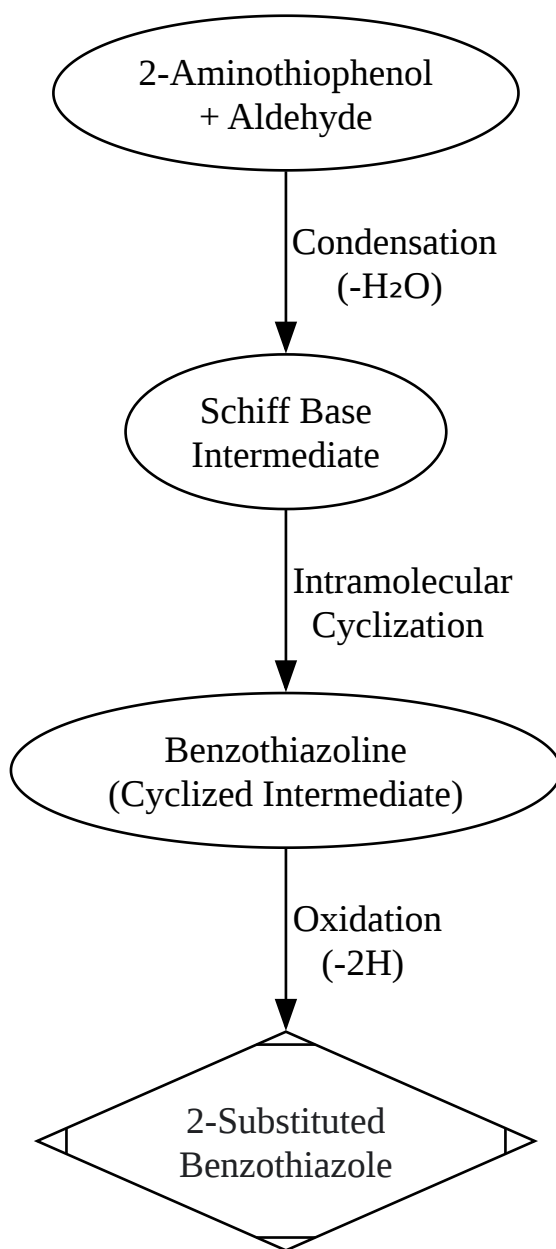 2-Aminothiophenol
+ Aldehyde
Condensation
(-H₂O)
Schiff Base
Intermediate
Intramolecular
Cyclization
Benzothiazoline
(Cyclized Intermediate)
Oxidation
(-2H)
2-Substituted
Benzothiazole